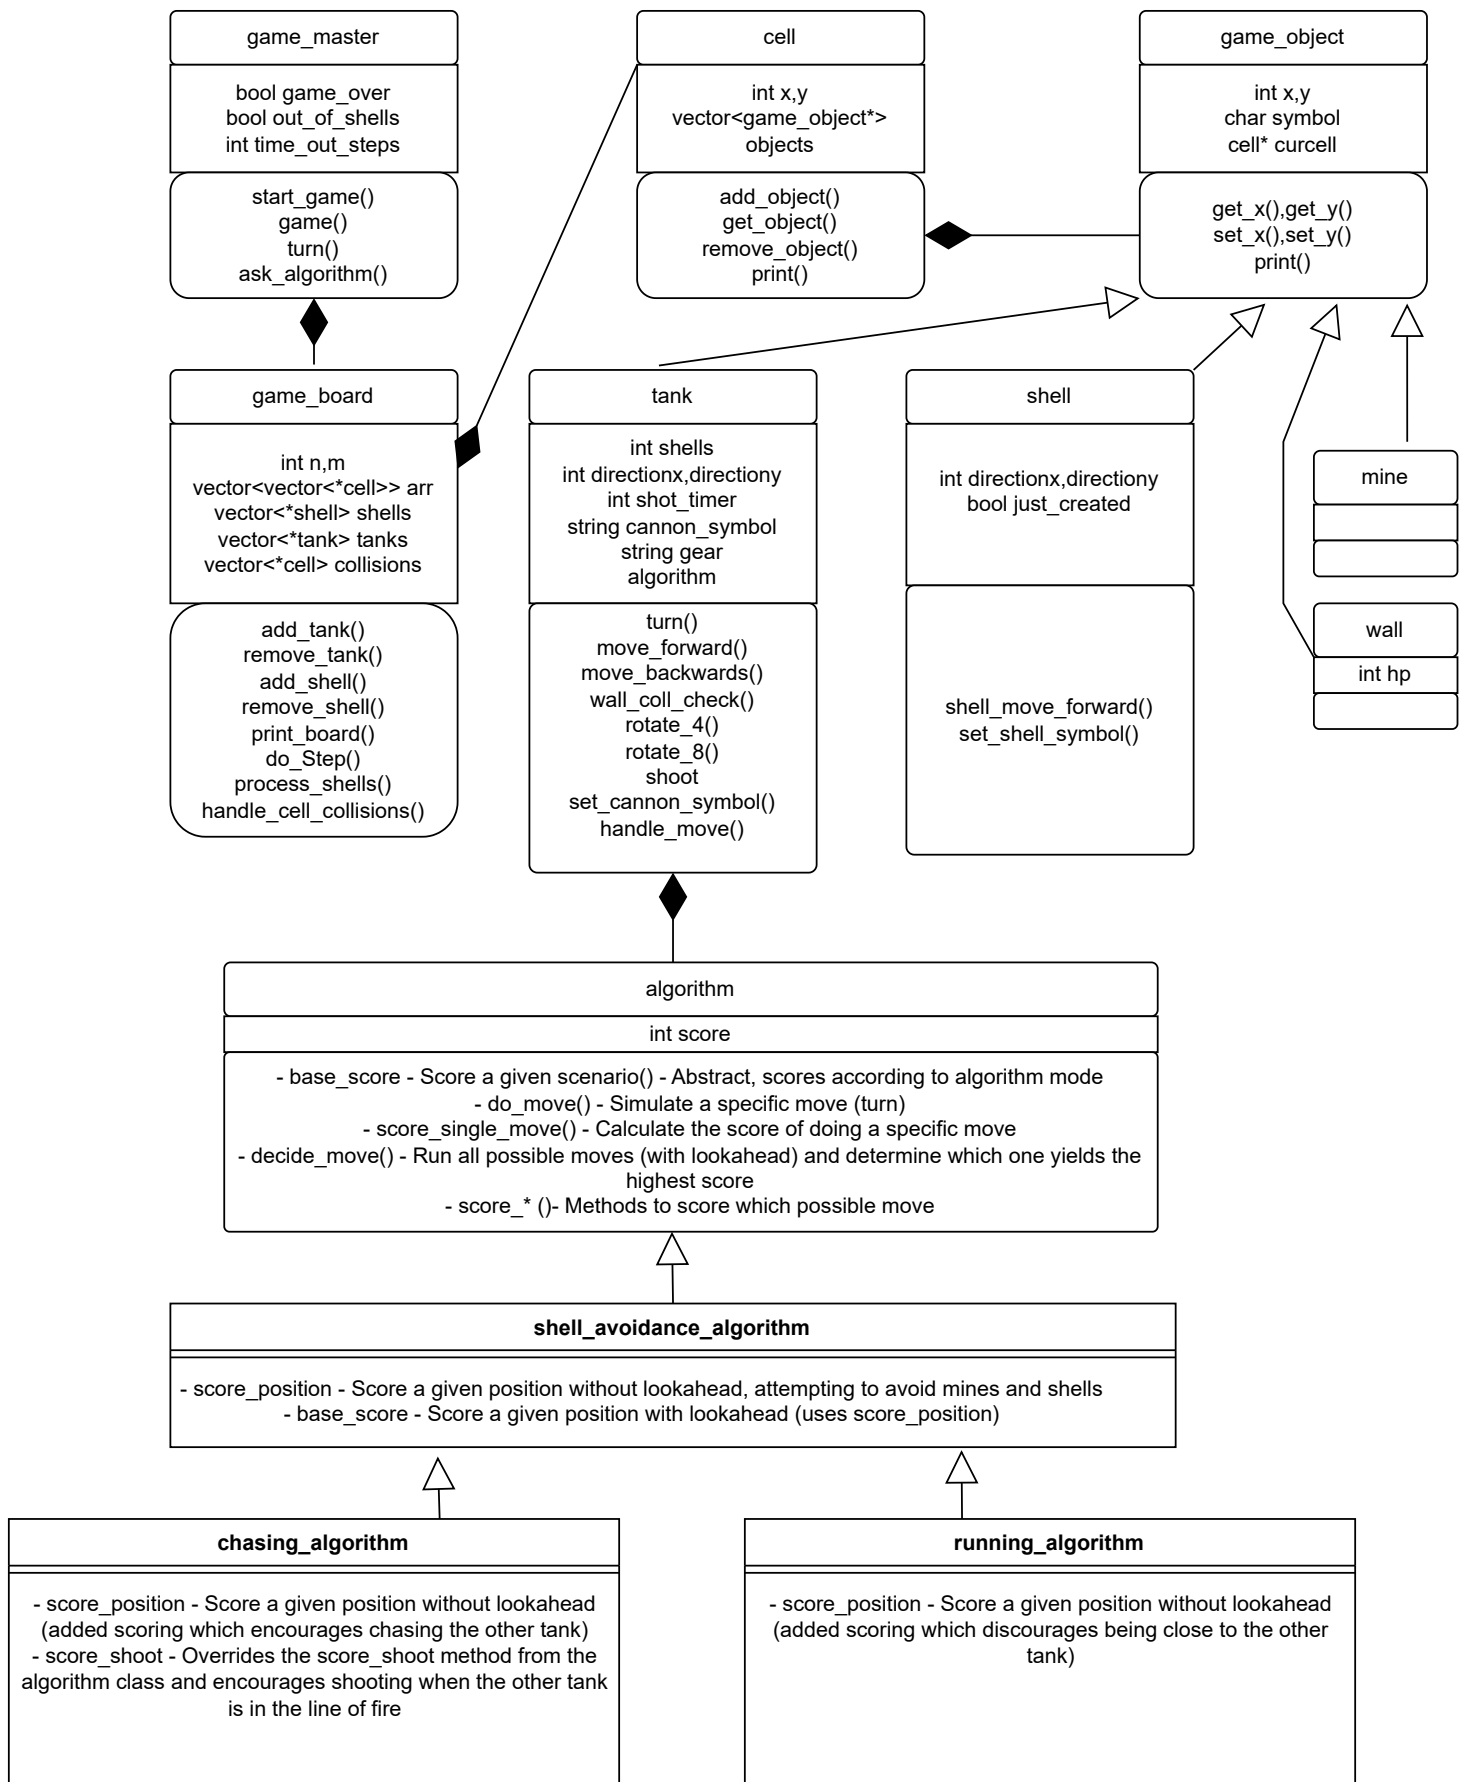 game_master
bool game_over
bool out_of_shells
int time_out_steps
start_game()
game()
turn()
ask_algorithm()
cell
int x,y
vector<game_object*>
objects
add_object()
get_object()
remove_object()
print()
game_object
int x,y
char symbol
cell* curcell
get_x(),get_y()
set_x(),set_y()
print()
game_board
int n,m
vector<vector<*cell>> arr
vector<*shell> shells
vector<*tank> tanks
vector<*cell> collisions
add_tank()
remove_tank()
add_shell()
remove_shell()
print_board()
do_Step()
process_shells()
handle_cell_collisions()
tank
int shells
int directionx,directiony
int shot_timer
string cannon_symbol
string gear
algorithm
turn()
move_forward()
move_backwards()
wall_coll_check()
rotate_4()
rotate_8()
shoot
set_cannon_symbol()
handle_move()
shell
int directionx,directiony
bool just_created
shell_move_forward()
set_shell_symbol()
mine
wall
int hp
algorithm
int score
- base_score - Score a given scenario() - Abstract, scores according to algorithm mode
- do_move() - Simulate a specific move (turn)
- score_single_move() - Calculate the score of doing a specific move
- decide_move() - Run all possible moves (with lookahead) and determine which one yields the
highest score
- score_* ()- Methods to score which possible move
shell_avoidance_algorithm
- score_position - Score a given position without lookahead, attempting to avoid mines and shells
- base_score - Score a given position with lookahead (uses score_position)
chasing_algorithm
- score_position - Score a given position without lookahead
(added scoring which encourages chasing the other tank)
- score_shoot - Overrides the score_shoot method from the
algorithm class and encourages shooting when the other tank
is in the line of fire
running_algorithm
- score_position - Score a given position without lookahead
(added scoring which discourages being close to the other
tank)